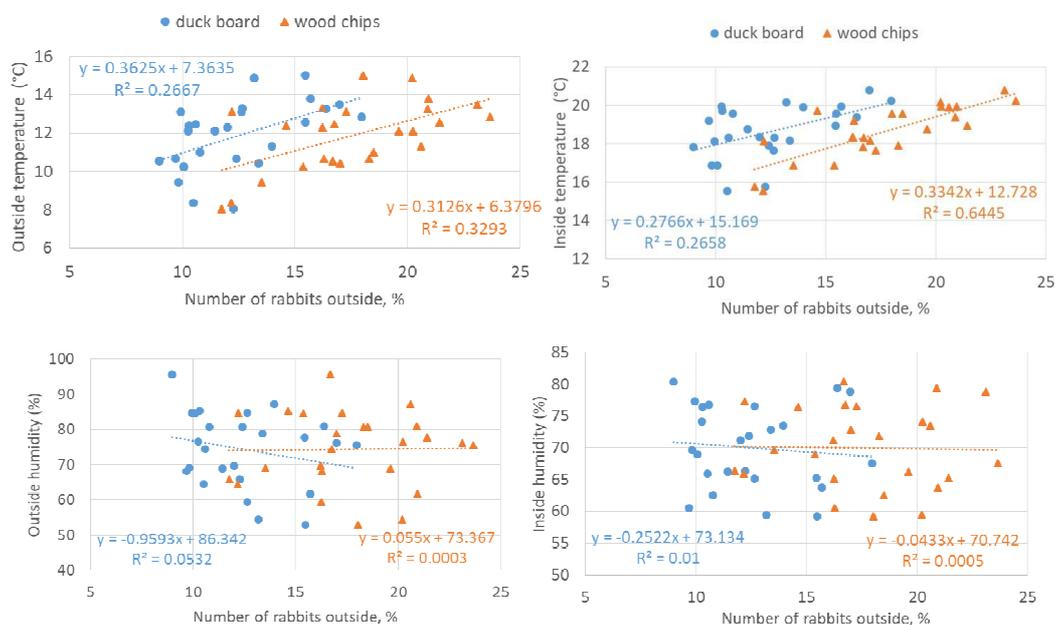 duck board wood chips
Outside temperature (°C)
16
14
12
10
8
6
y = 0.3625x + 7.3635
R² = 0.2667
y = 0.3126x + 6.3796
R² = 0.3293
5 10 15 20 25
Number of rabbits outside, %
duck board wood chips
Inside temperature (°C)
22
20
18
16
14
12
y = 0.2766x + 15.169
R² = 0.2658
y = 0.3342x + 12.728
R² = 0.6445
5 10 15 20 25
Number of rabbits outside, %
Outside humidity (%)
100
90
80
70
60
50
40
y = -0.9593x + 86.342
R² = 0.0532
y = 0.055x + 73.367
R² = 0.0003
5 10 15 20 25
Number of rabbits outside, %
Inside humidity (%)
85
80
75
70
65
60
55
50
y = -0.2522x + 73.134
R² = 0.01
y = -0.0433x + 70.742
R² = 0.0005
5 10 15 20 25
Number of rabbits outside, %